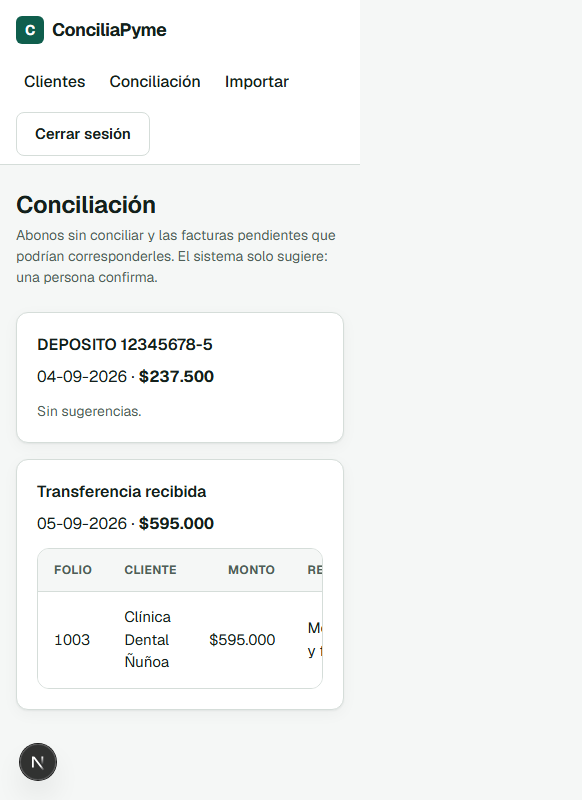 C ConciliaPyme
Clientes Conciliación Importar
Cerrar sesión
Conciliación
Abonos sin conciliar y las facturas pendientes que
podrían corresponderles. El sistema solo sugiere:
una persona confirma.
DEPOSITO 12345678-5
04-09-2026 · $237.500
Sin sugerencias.
Transferencia recibida
05-09-2026 · $595.000
FOLIO CLIENTE MONTO
1003 Clínica Dental Ñuñoa $595.000
y
N